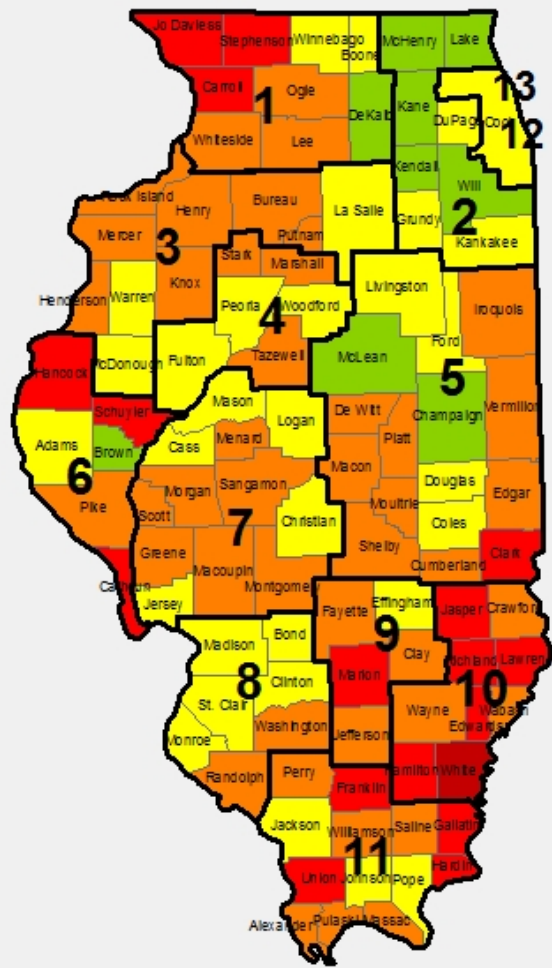 Jo Daviess
Stephenson
Winnebago
Boone
McHenry
Lake
Carroll
Ogle
1
DeKalb
Kane
13
DuPage
Cook
12
Whiteside
Lee
Kendall
Will
2
Grundy
Kankakee
Rock Island
Henry
Bureau
La Salle
Putnam
Mercer
3
Stark
Marshall
Knox
Henderson
Warren
Peoria
Woodford
4
Livingston
Iroquois
Ford
Hancock
McDonough
Fulton
Tazewell
McLean
5
Schuyler
Mason
Logan
De Witt
Champaign
Vermilion
Adams
Brown
6
Cass
Menard
Piatt
Macon
Douglas
Pike
Morgan
Sangamon
Scott
7
Christian
Moultrie
Coles
Edgar
Greene
Macoupin
Montgomery
Shelby
Cumberland
Clark
Calhoun
Jersey
Fayette
Effingham
Jasper
Crawford
Madison
Bond
9
Clay
8
Clinton
Marion
Richland
Lawrence
10
St. Clair
Wayne
Wabash
Edwards
Washington
Jefferson
Monroe
Randolph
Perry
Hamilton
White
Franklin
Jackson
Williamson
Saline
Gallatin
11
Union
Johnson
Pope
Hardin
Alexander
Pulaski
Massac